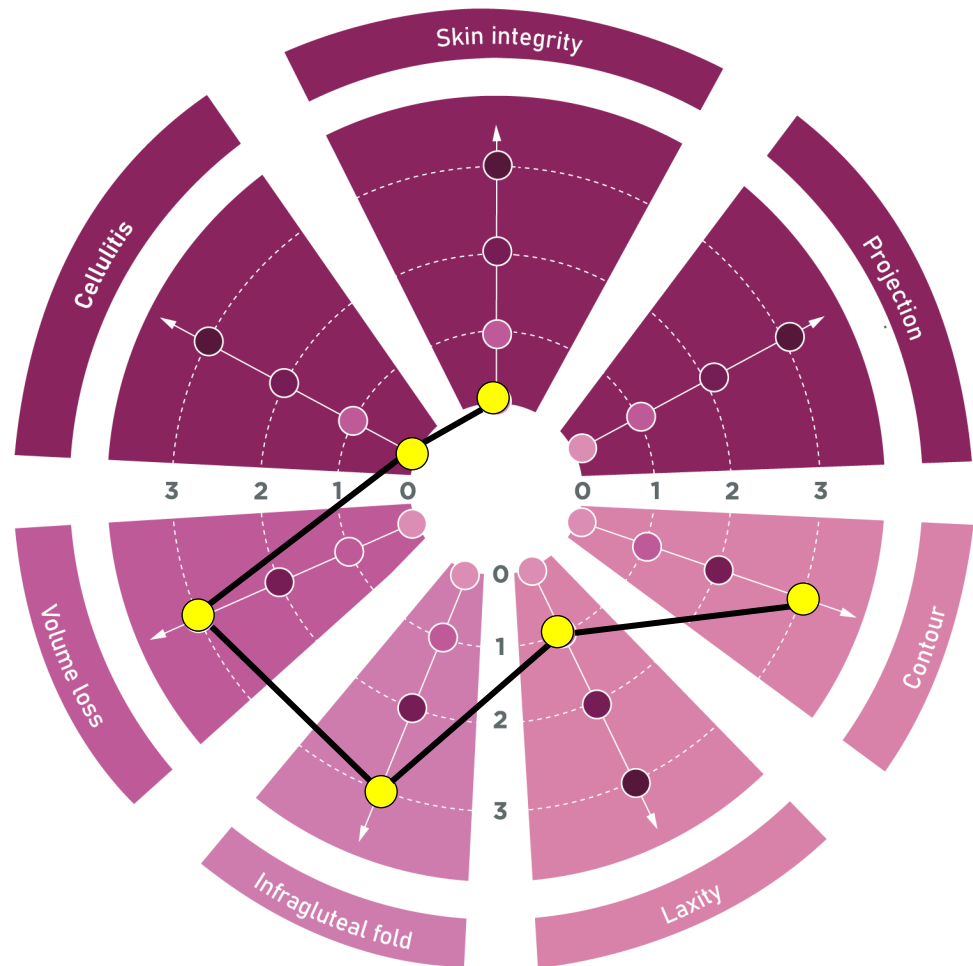 Skin integrity
Cellulitis
Projection
3 2 1 0
0 1 2 3
Volume loss
0
1
2
3
Contour
Infragluteal fold
Laxity